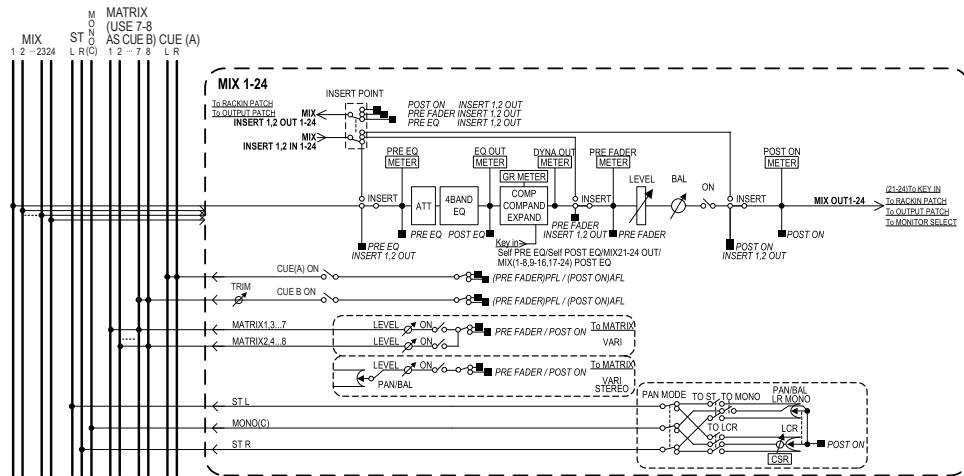 MIX
1 2 ··· 23 24
ST
L R
MONO
(C)
MATRIX
(USE 7-8
AS CUE B)
1 2 ··· 7 8
CUE (A)
L R
MIX 1-24
To RACKIN PATCH
To OUTPUT PATCH
MIX
INSERT 1,2 OUT 1-24
MIX
INSERT 1,2 IN 1-24
INSERT POINT
POST ON INSERT 1,2 OUT
PRE FADER INSERT 1,2 OUT
PRE EQ INSERT 1,2 OUT
PRE EQ
METER
EQ OUT
METER
DYNA OUT
METER
PRE FADER
METER
POST ON
METER
GR METER
LEVEL
BAL
ON
INSERT
ATT
4BAND
EQ
COMP
COMPAND
EXPAND
INSERT
INSERT
MIX OUT1-24
(21-24)To KEY IN
To RACKIN PATCH
To OUTPUT PATCH
To MONITOR SELECT
PRE EQ
INSERT 1,2 OUT
PRE EQ
POST EQ
Key in
Self PRE EQ/Self POST EQ/MIX21-24 OUT/
MIX(1-8,9-16,17-24) POST EQ
PRE FADER
INSERT 1,2 OUT
PRE FADER
POST ON
INSERT 1,2 OUT
POST ON
CUE(A) ON
(PRE FADER)PFL / (POST ON)AFL
TRIM
CUE B ON
(PRE FADER)PFL / (POST ON)AFL
MATRIX1,3...7
LEVEL
ON
MATRIX2,4...8
LEVEL
ON
PRE FADER / POST ON
To MATRIX
VARI
LEVEL
ON
PAN/BAL
PRE FADER / POST ON
To MATRIX
VARI
STEREO
ST L
MONO(C)
ST R
PAN MODE
TO ST
TO MONO
PAN/BAL
LR MONO
TO LCR
LCR
CSR
POST ON